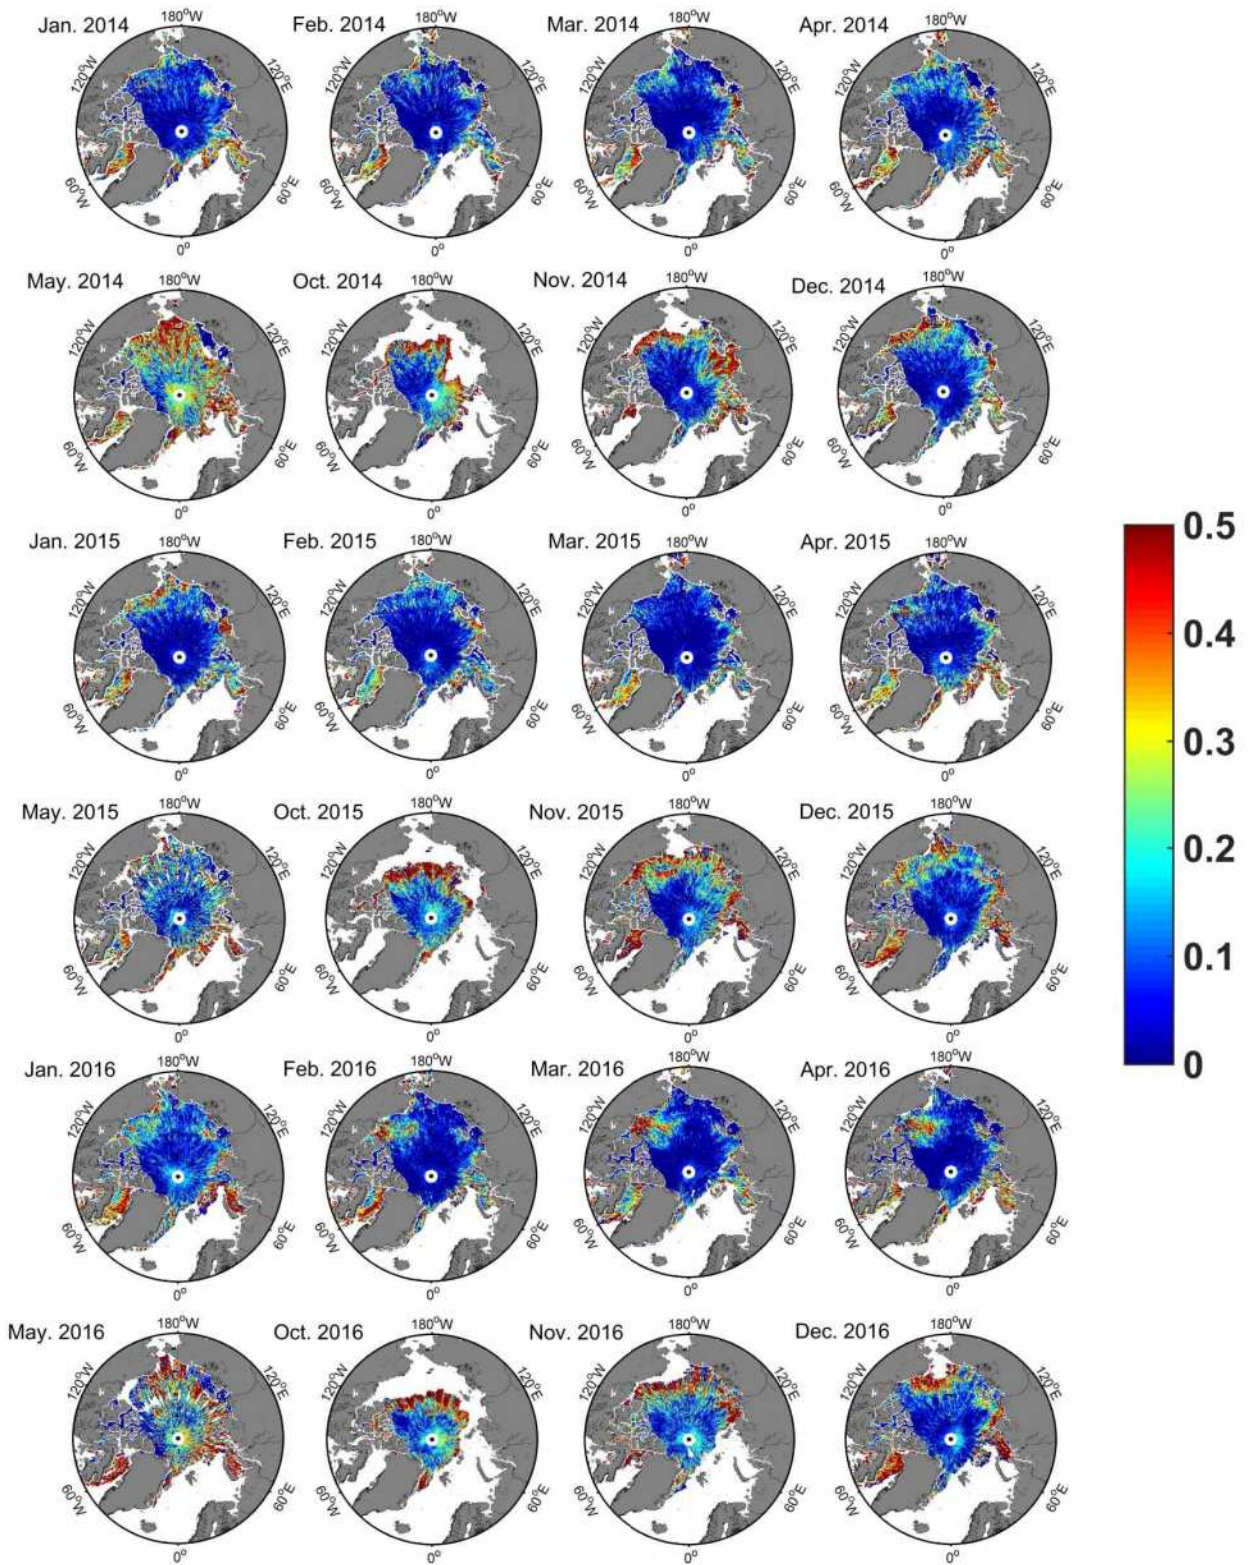 Jan. 2014 180°W 120°W 120°E 60°W 60°E 0°
Feb. 2014 180°W 120°W 120°E 60°W 60°E 0°
Mar. 2014 180°W 120°W 120°E 60°W 60°E 0°
Apr. 2014 180°W 120°W 120°E 60°W 60°E 0°
May. 2014 180°W 120°W 120°E 60°W 60°E 0°
Oct. 2014 180°W 120°W 120°E 60°W 60°E 0°
Nov. 2014 180°W 120°W 120°E 60°W 60°E 0°
Dec. 2014 180°W 120°W 120°E 60°W 60°E 0°
Jan. 2015 180°W 120°W 120°E 60°W 60°E 0°
Feb. 2015 180°W 120°W 120°E 60°W 60°E 0°
Mar. 2015 180°W 120°W 120°E 60°W 60°E 0°
Apr. 2015 180°W 120°W 120°E 60°W 60°E 0°
May. 2015 180°W 120°W 120°E 60°W 60°E 0°
Oct. 2015 180°W 120°W 120°E 60°W 60°E 0°
Nov. 2015 180°W 120°W 120°E 60°W 60°E 0°
Dec. 2015 180°W 120°W 120°E 60°W 60°E 0°
Jan. 2016 180°W 120°W 120°E 60°W 60°E 0°
Feb. 2016 180°W 120°W 120°E 60°W 60°E 0°
Mar. 2016 180°W 120°W 120°E 60°W 60°E 0°
Apr. 2016 180°W 120°W 120°E 60°W 60°E 0°
May. 2016 180°W 120°W 120°E 60°W 60°E 0°
Oct. 2016 180°W 120°W 120°E 60°W 60°E 0°
Nov. 2016 180°W 120°W 120°E 60°W 60°E 0°
Dec. 2016 180°W 120°W 120°E 60°W 60°E 0°
0.5
0.4
0.3
0.2
0.1
0